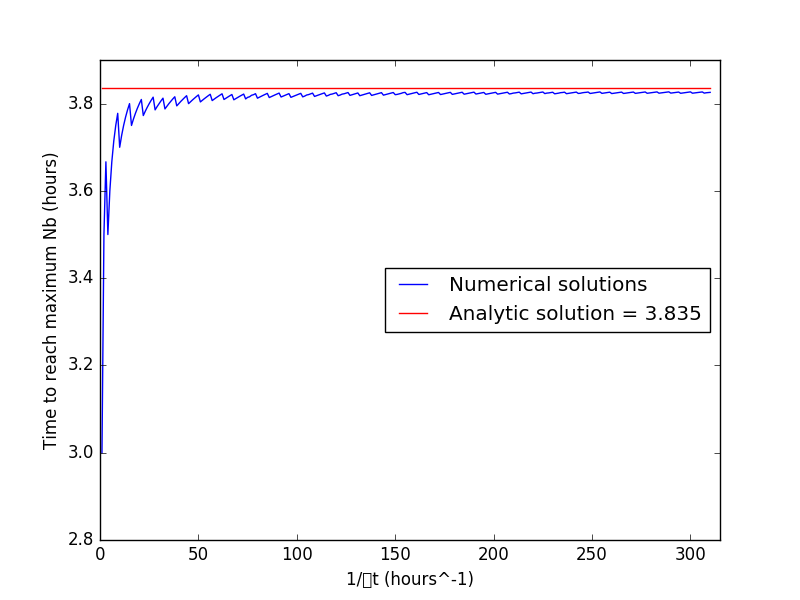 3.8
3.6
3.4
3.2
3.0
2.8
0 50 100 150 200 250 300
Time to reach maximum Nb (hours)
1/▯t (hours^-1)
Numerical solutions
Analytic solution = 3.835